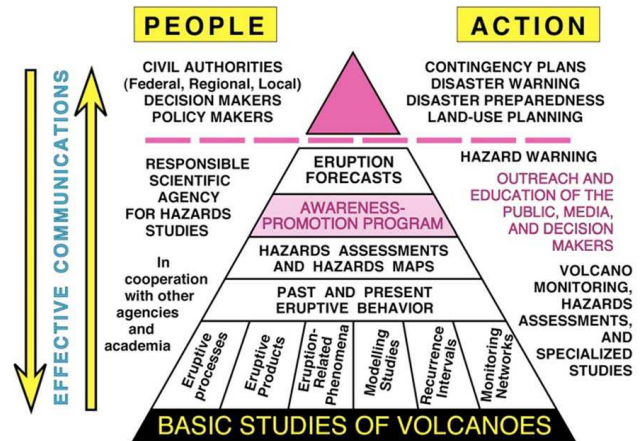 PEOPLE
ACTION
CIVIL AUTHORITIES
(Federal, Regional, Local)
DECISION MAKERS
POLICY MAKERS
CONTINGENCY PLANS
DISASTER WARNING
DISASTER PREPAREDNESS
LAND-USE PLANNING
EFFECTIVE COMMUNICATIONS
RESPONSIBLE
SCIENTIFIC
AGENCY
FOR HAZARDS
STUDIES
In
cooperation
with other
agencies
and
academia
ERUPTION
FORECASTS
AWARENESS-
PROMOTION PROGRAM
HAZARDS ASSESSMENTS
AND HAZARDS MAPS
PAST AND PRESENT
ERUPTIVE BEHAVIOR
Eruptive
processes
Eruptive
Products
Eruption-
Related
Phenomena
Modelling
Studies
Recurrence
Intervals
Monitoring
Networks
HAZARD WARNING
OUTREACH AND
EDUCATION OF THE
PUBLIC, MEDIA,
AND DECISION
MAKERS
VOLCANO
MONITORING,
HAZARDS
ASSESSMENTS,
AND
SPECIALIZED
STUDIES
BASIC STUDIES OF VOLCANOES